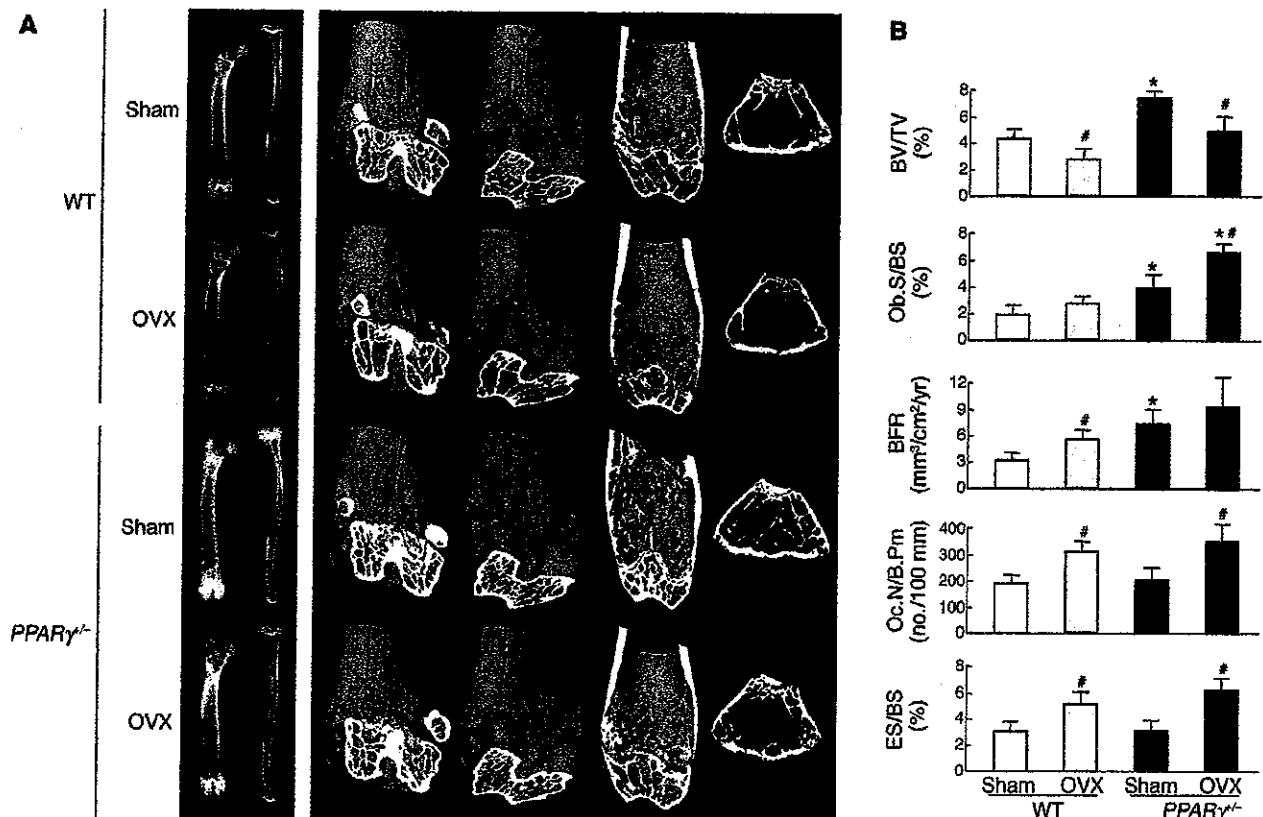 A
WT
Sham
OVX
PPARγ+/-
Sham
OVX
B
BV/TV
(%)
8
6
4
2
0
*
#
#
Ob.S/BS
(%)
8
6
4
2
0
*
*#
BFR
(mm³/cm²/yr)
12
9
6
3
0
#
*
Oc.N/B.Pm
(no./100 mm)
400
300
200
100
0
#
#
ES/BS
(%)
8
6
4
2
0
#
#
Sham OVX Sham OVX
WT PPARγ+/-